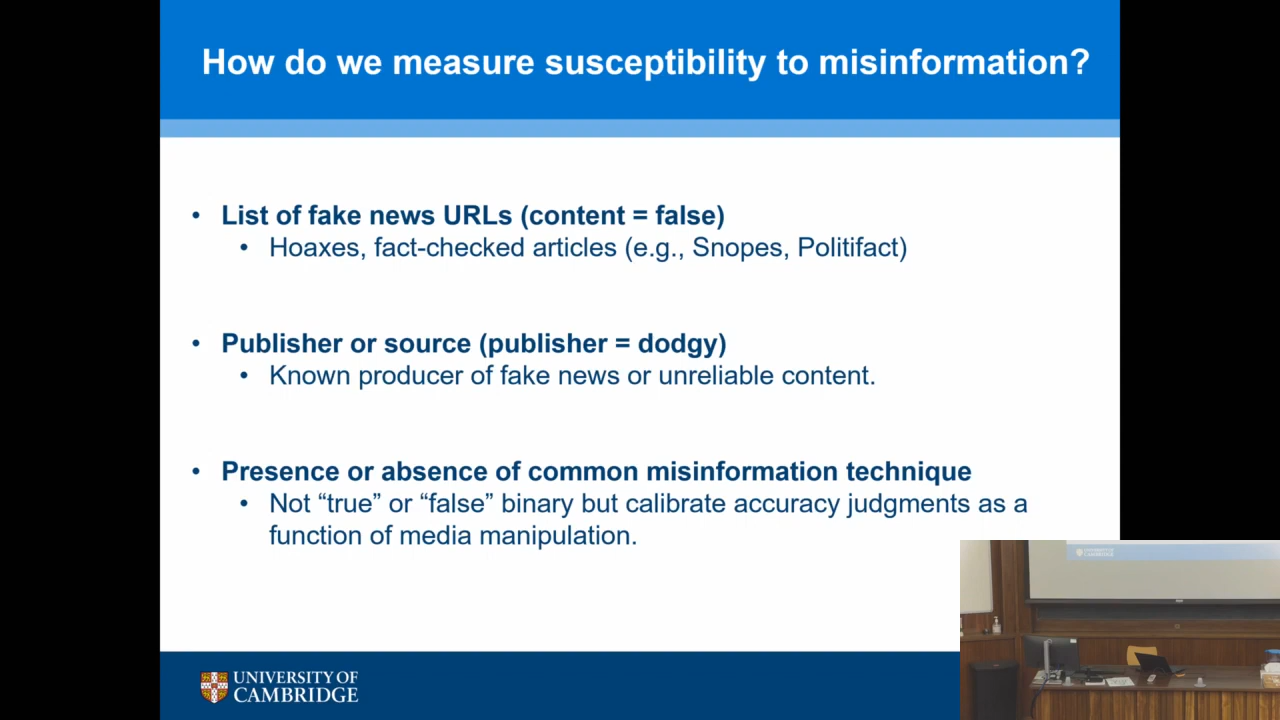 How do we measure susceptibility to misinformation?
• List of fake news URLs (content = false)
• Hoaxes, fact-checked articles (e.g., Snopes, Politifact)
• Publisher or source (publisher = dodgy)
• Known producer of fake news or unreliable content.
• Presence or absence of common misinformation technique
• Not “true” or “false” binary but calibrate accuracy judgments as a
function of media manipulation.
UNIVERSITY OF
CAMBRIDGE
UNIVERSITY OF
CAMBRIDGE